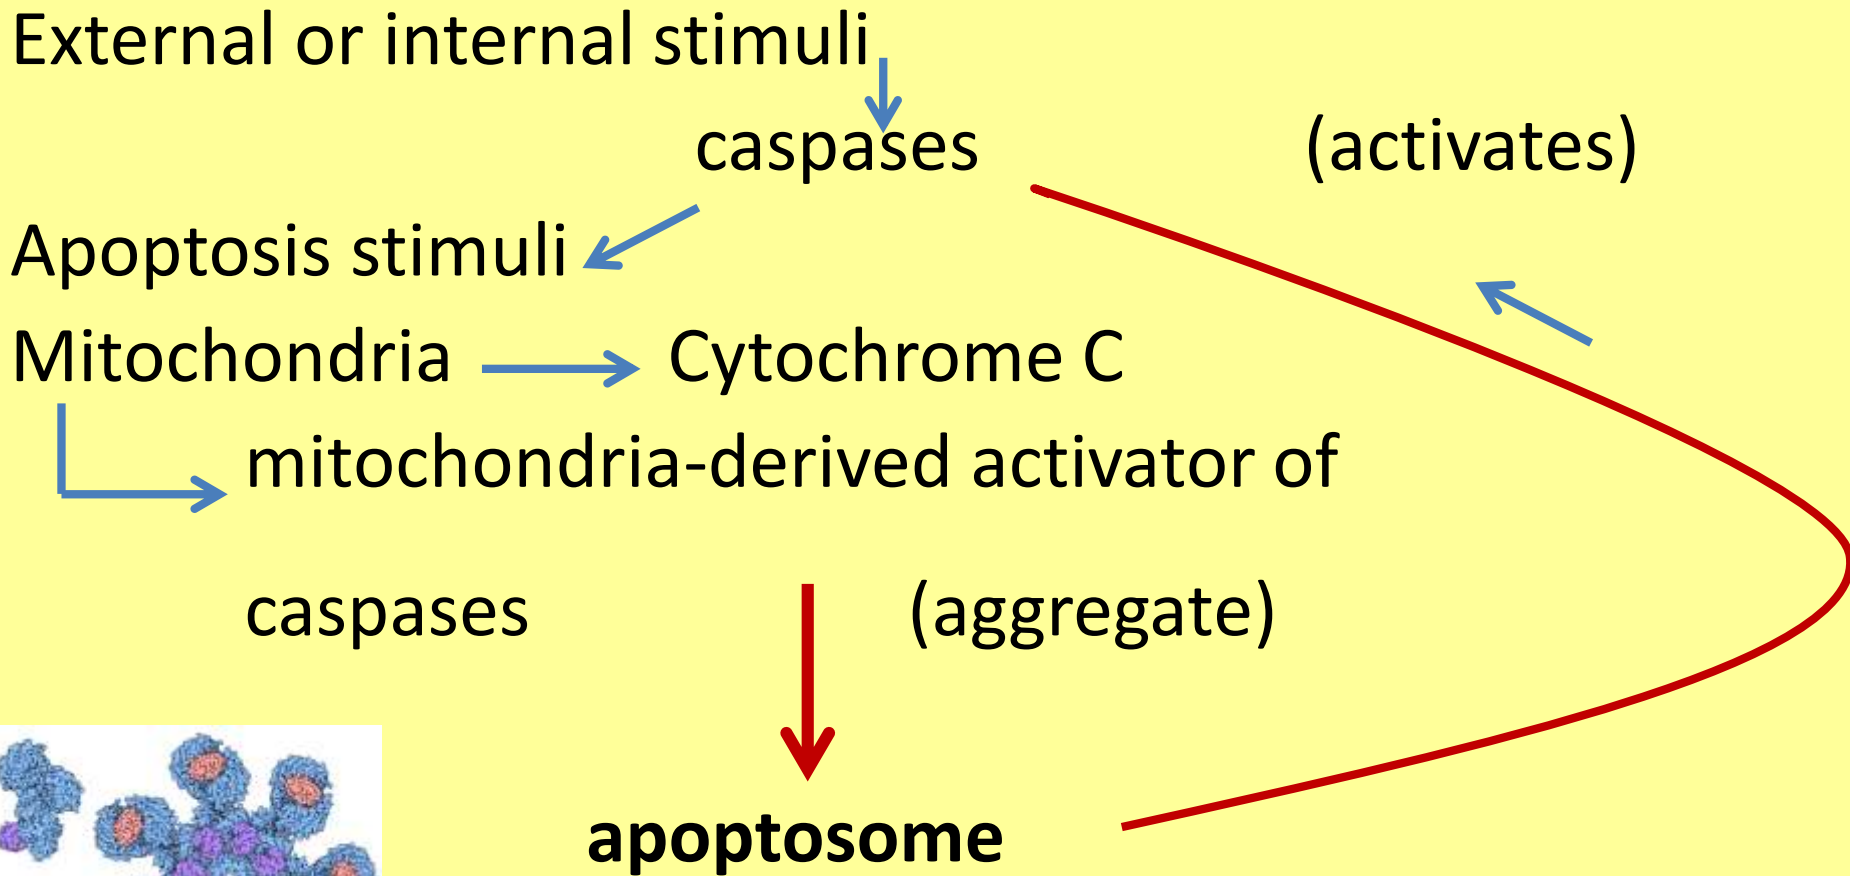 External or internal stimuli
caspases (activates)
Apoptosis stimuli
Mitochondria Cytochrome C
mitochondria-derived activator of
caspases (aggregate)
apoptosome